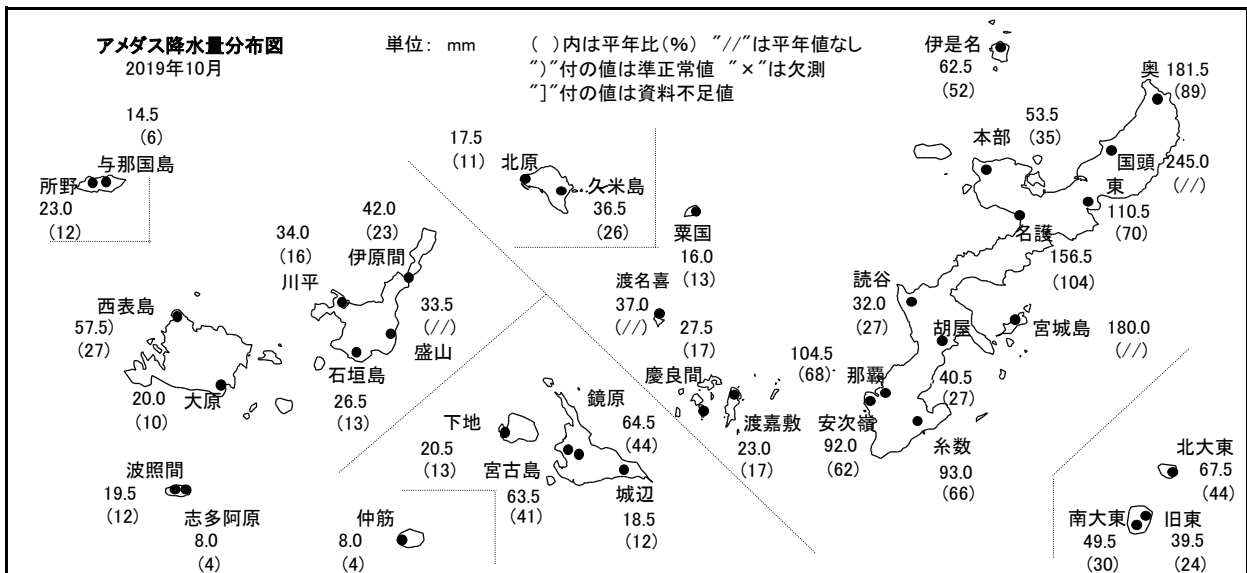 アメダス降水量分布図
2019年10月
単位： mm
( )内は平年比(%) "//"は平年値なし
")"付の値は準正常値 "×"は欠測
"]"付の値は資料不足値
伊是名
62.5
(52)
奥
181.5
(89)
本部
53.5
(35)
国頭
245.0
(//)
東
110.5
(70)
名護
156.5
(104)
14.5
(6)
与那国島
所野
23.0
(12)
17.5
(11)
北原
久米島
36.5
(26)
粟国
16.0
(13)
渡名喜
37.0
(//)
読谷
32.0
(27)
宮城島
180.0
(//)
胡屋
40.5
(27)
42.0
(23)
伊原間
34.0
(16)
川平
33.5
(//)
盛山
石垣島
26.5
(13)
西表島
57.5)
(27)
大原
20.0
(10)
27.5
(17)
慶良間
渡嘉敷
23.0
(17)
104.5
(68)
那覇
安次嶺
92.0
(62)
糸数
93.0
(66)
下地
20.5
(13)
鏡原
64.5
(44)
宮古島
63.5
(41)
城辺
18.5
(12)
波照間
19.5
(12)
志多阿原
8.0
(4)
仲筋
8.0
(4)
北大東
67.5
(44)
南大東
49.5
(30)
旧東
39.5
(24)